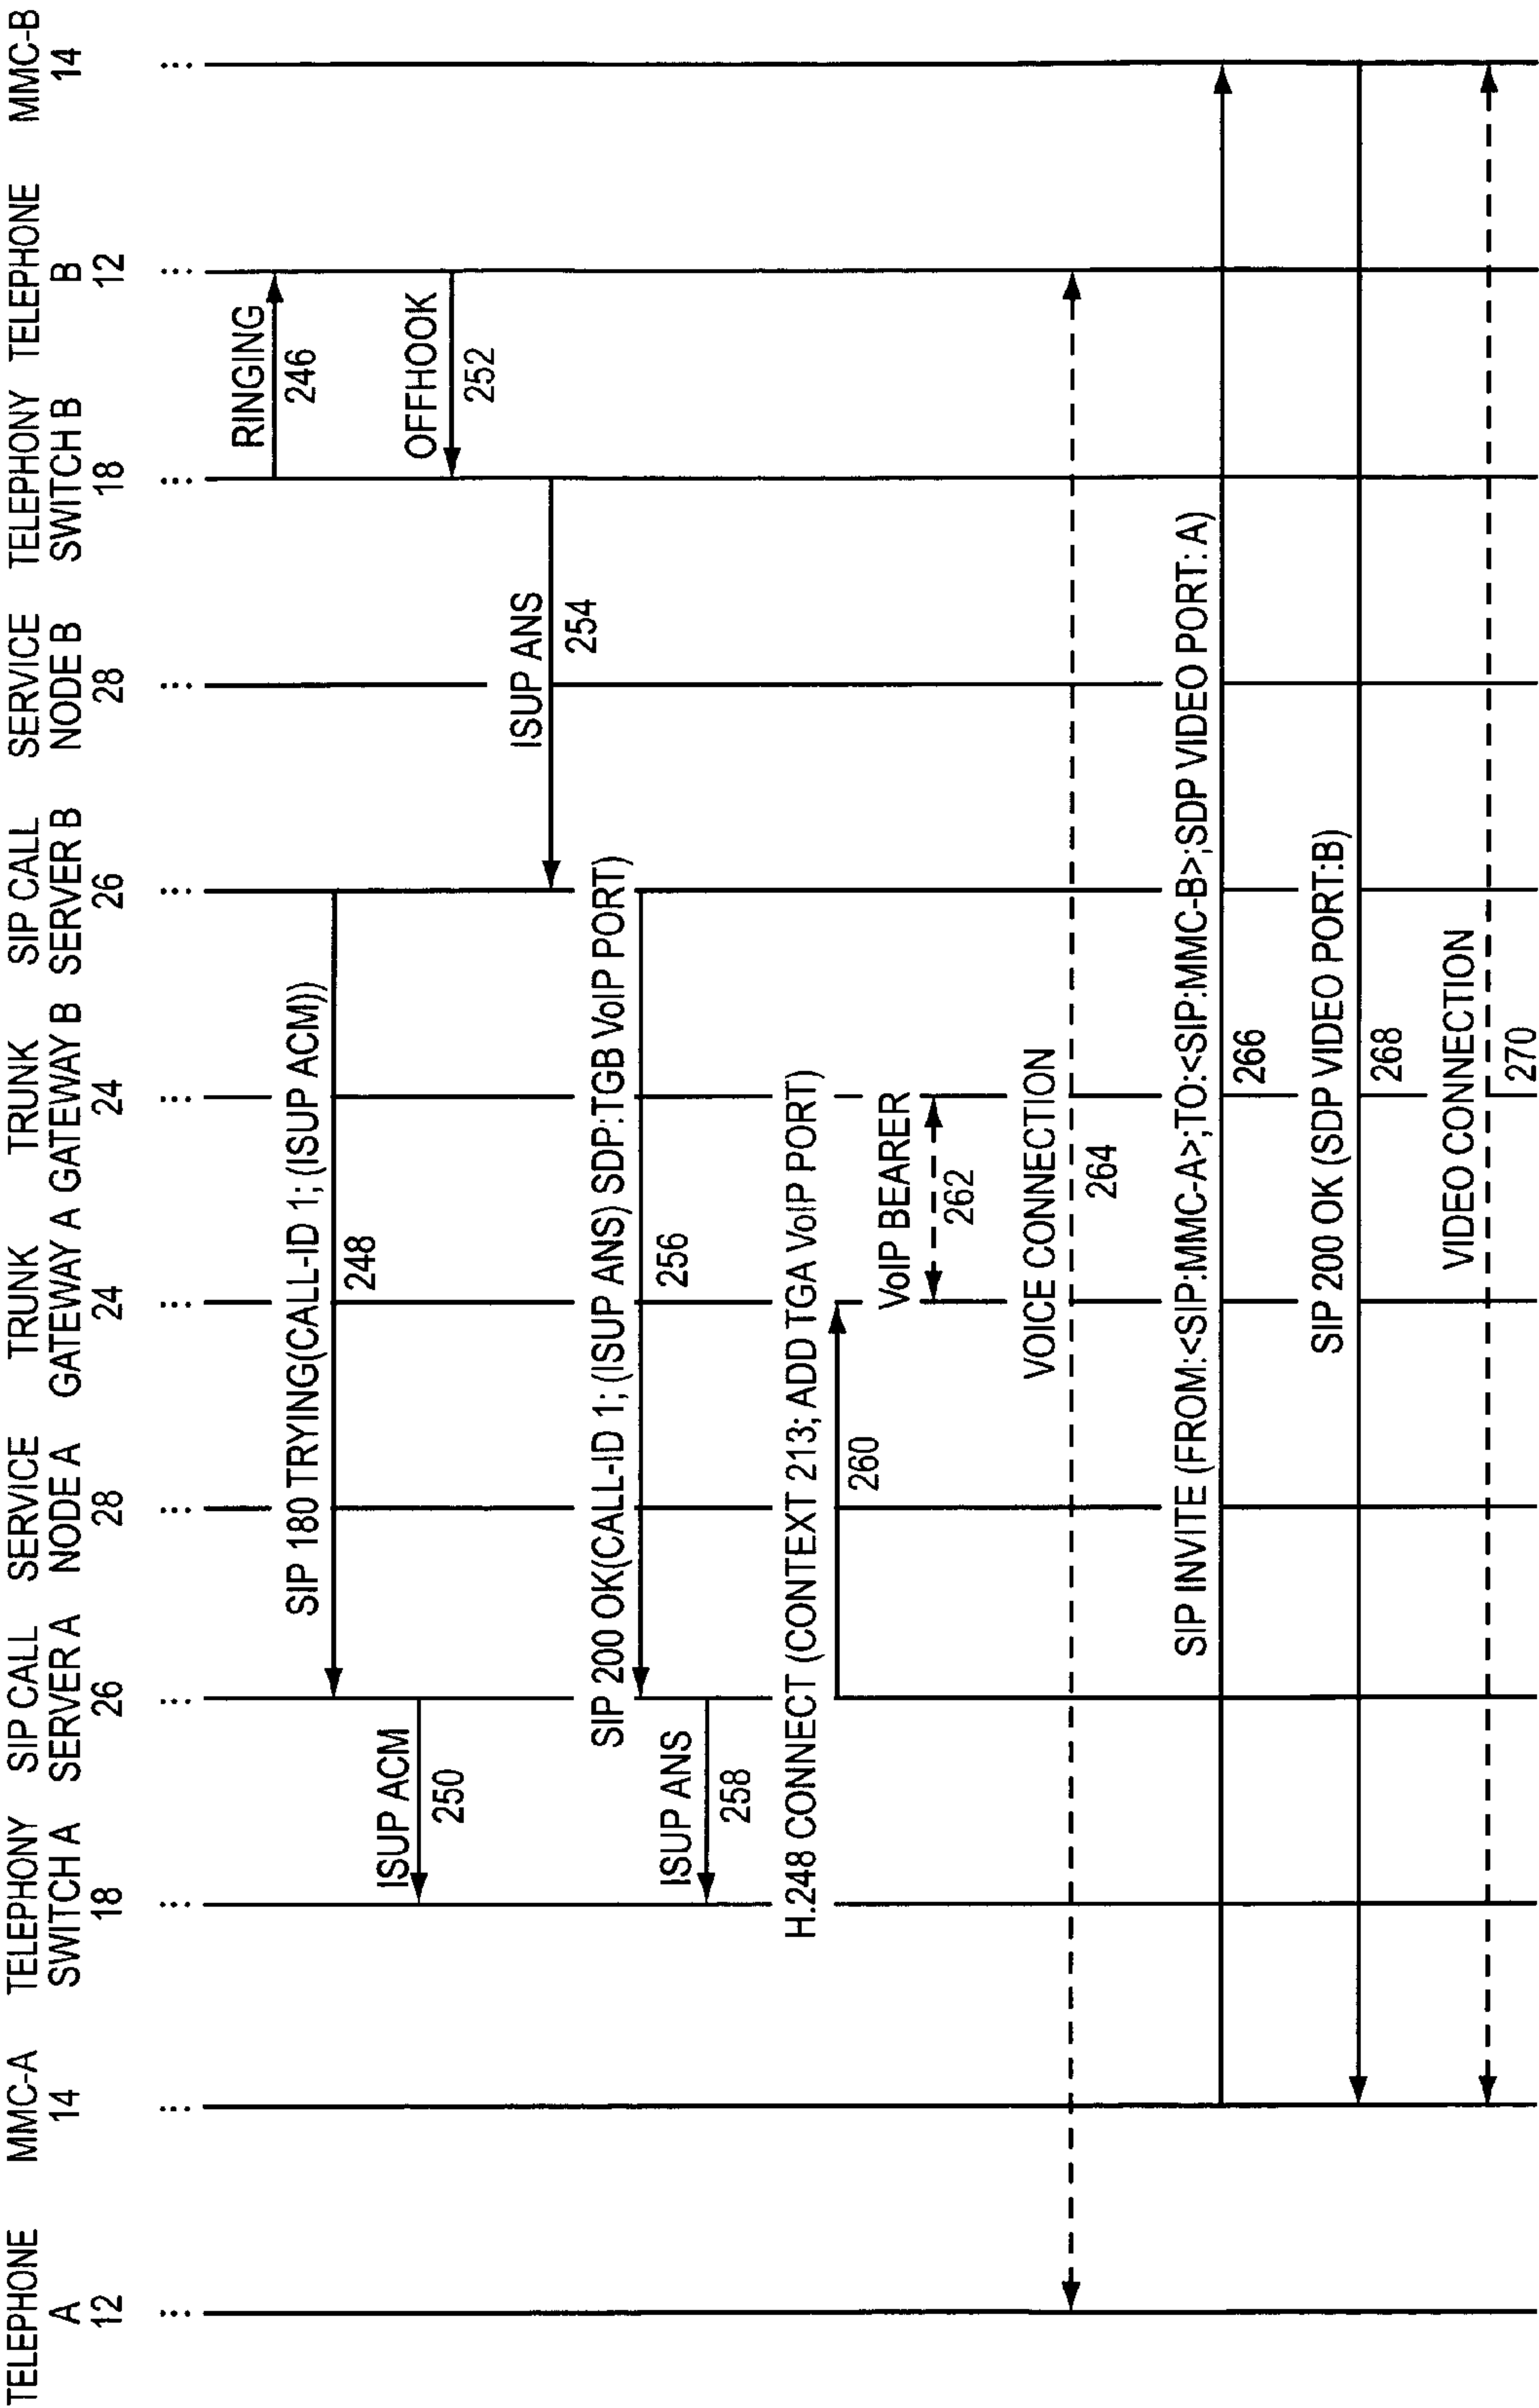 TELEPHONE
A
12
MMC-A
14
TELEPHONY
SWITCH A
18
SIP CALL
SERVER A
26
SERVICE
NODE A
28
TRUNK
GATEWAY A
24
TRUNK
GATEWAY B
24
SIP CALL
SERVER B
26
SERVICE
NODE B
28
TELEPHONY
SWITCH B
18
TELEPHONE
B
12
MMC-B
14
RINGING
246
SIP 180 TRYING(CALL-ID 1; (ISUP ACM))
248
ISUP ACM
250
OFFHOOK
252
ISUP ANS
254
SIP 200 OK(CALL-ID 1; (ISUP ANS) SDP:TGB VoIP PORT)
256
ISUP ANS
258
H.248 CONNECT (CONTEXT 213; ADD TGA VoIP PORT)
260
VoIP BEARER
262
VOICE CONNECTION
264
SIP INVITE (FROM:<SIP:MMC-A>;TO:<SIP:MMC-B>;SDP VIDEO PORT: A)
266
SIP 200 OK (SDP VIDEO PORT:B)
268
VIDEO CONNECTION
270